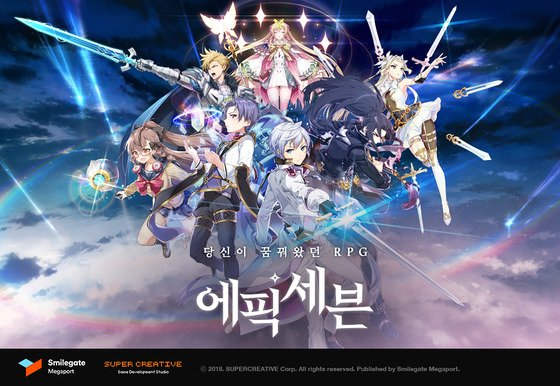 당신이 꿈꿔왔던 RPG
에픽세븐
Smilegate
Megaport
SUPER CREATIVE
Game Development Studio
ⓒ 2018. SUPERCREATIVE Corp. All rights reserved. Published by Smilegate Megaport.